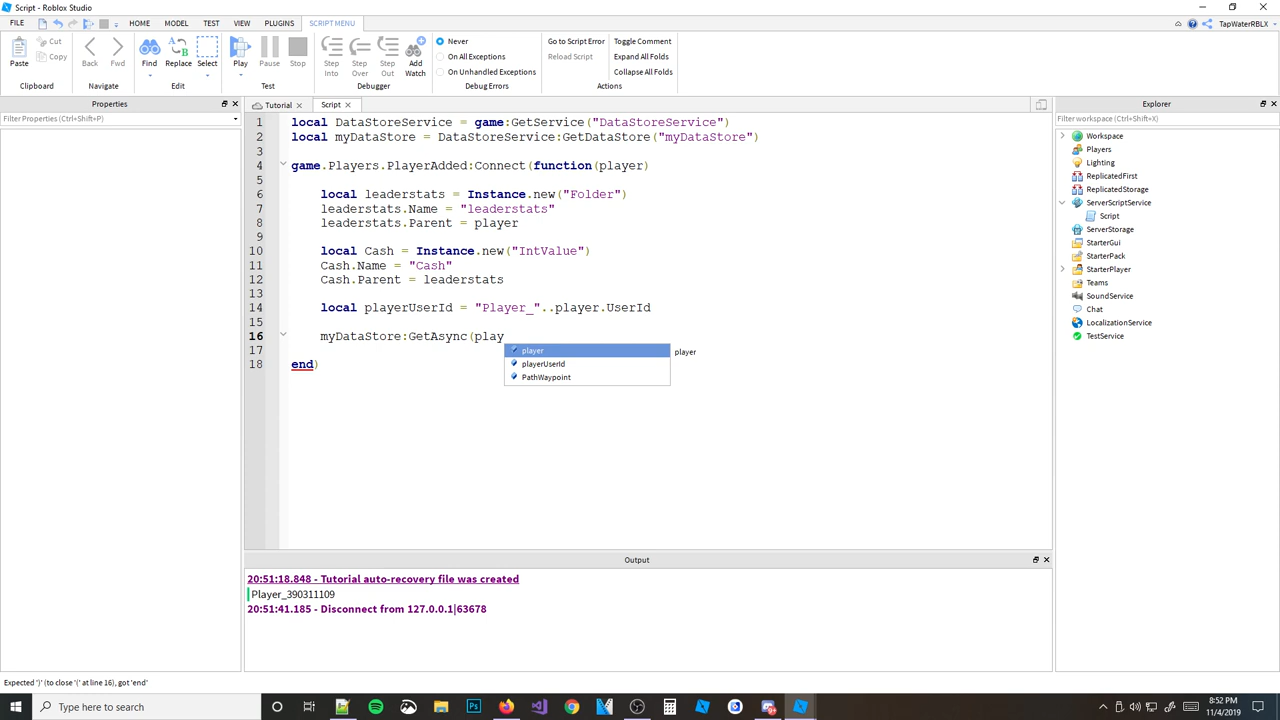 Script - Roblox Studio
FILE HOME MODEL TEST VIEW PLUGINS SCRIPT MENU TapWaterRBLX
Paste Cut Copy
Back Fwd
Find Replace Select
Play Pause Stop
Step Into Step Over Step Out Add Watch
Never
On All Exceptions
On Unhandled Exceptions
Go to Script Error
Reload Script
Toggle Comment
Expand All Folds
Collapse All Folds
Clipboard Navigate Edit Test Debugger Debug Errors Actions
Properties
Filter Properties (Ctrl+Shift+P)
Tutorial Script
1 local DataStoreService = game:GetService("DataStoreService")
2 local myDataStore = DataStoreService:GetDataStore("myDataStore")
3
4 game.Players.PlayerAdded:Connect(function(player)
5
6 local leaderstats = Instance.new("Folder")
7 leaderstats.Name = "leaderstats"
8 leaderstats.Parent = player
9
10 local Cash = Instance.new("IntValue")
11 Cash.Name = "Cash"
12 Cash.Parent = leaderstats
13
14 local playerUserId = "Player_"..player.UserId
15
16 myDataStore:GetAsync(play
17
18 end)
player
playerUserId
PathWaypoint
player
Explorer
Filter workspace (Ctrl+Shift+X)
Workspace
Players
Lighting
ReplicatedFirst
ReplicatedStorage
ServerScriptService
Script
ServerStorage
StarterGui
StarterPack
StarterPlayer
Teams
SoundService
Chat
LocalizationService
TestService
Output
20:51:18.848 - Tutorial auto-recovery file was created
Player_390311109
20:51:41.185 - Disconnect from 127.0.0.1|63678
Expected ')' (to close '(' at line 16), got 'end'
Type here to search
8:52 PM
11/4/2019